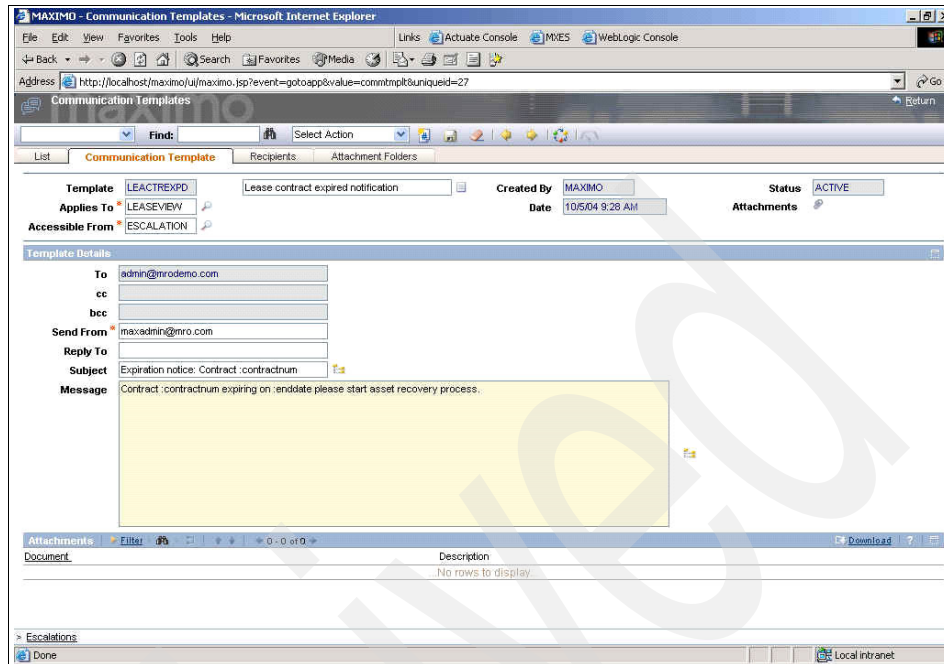 MAXIMO - Communication Templates - Microsoft Internet Explorer
File Edit View Favorites Tools Help Links Actuate Console MXES WebLogic Console
Back Search Favorites Media
Address http://localhost/maximo/ui/maximo.jsp?event=gotoapp&value=commtmplt&uniqueid=27 Go
Communication Templates Return
maximo
Find: Select Action
List Communication Template Recipients Attachment Folders
Template LEACTREXPD Lease contract expired notification Created By MAXIMO Status ACTIVE
Applies To * LEASEVIEW Date 10/5/04 9:28 AM Attachments
Accessible From * ESCALATION
Template Details
To admin@mrodemo.com
cc
bcc
Send From * maxadmin@mro.com
Reply To
Subject Expiration notice: Contract :contractnum
Message Contract :contractnum expiring on :enddate please start asset recovery process.
Attachments Filter 0 - 0 of 0 Download ?
Document Description
No rows to display
> Escalations
Done Local intranet